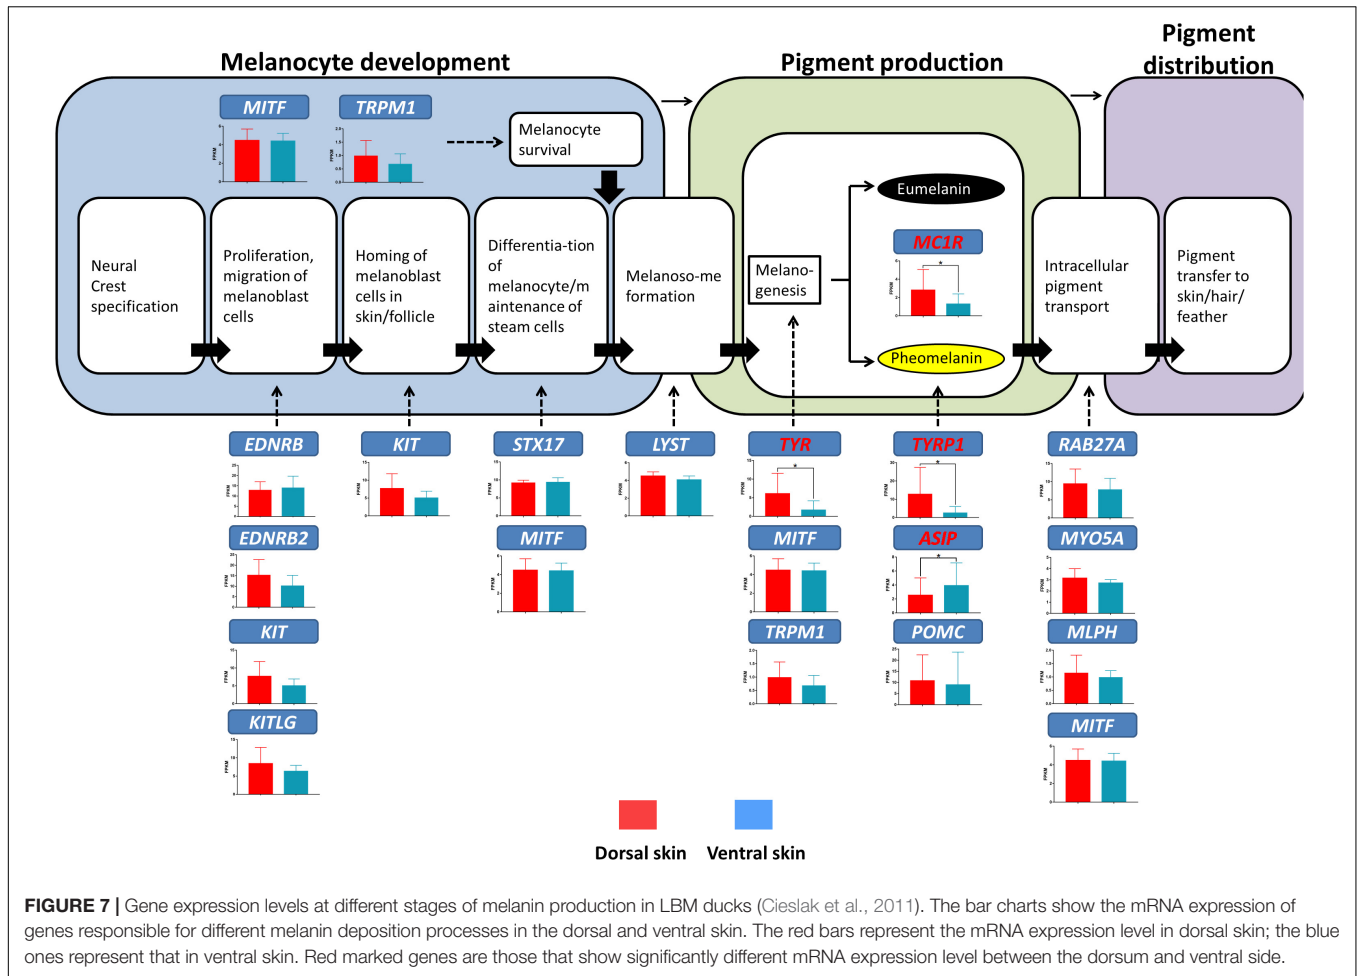 Melanocyte development
Pigment production
Pigment
distribution
MITF
TRPM1
Melanocyte
survival
Neural
Crest
specification
Proliferation,
migration of
melanoblast
cells
Homing of
melanoblast
cells in
skin/follicle
Differentia-tion
of
melanocyte/m
aintenance of
steam cells
Melanoso-me
formation
Melano-
genesis
Eumelanin
MC1R
*
Pheomelanin
Intracellular
pigment
transport
Pigment
transfer to
skin/hair/
feather
EDNRB
KIT
STX17
LYST
TYR
*
TYRP1
*
RAB27A
EDNRB2
MITF
MITF
ASIP
*
MYO5A
KIT
TRPM1
POMC
MLPH
KITLG
MITF
Dorsal skin
Ventral skin
FIGURE 7 | Gene expression levels at different stages of melanin production in LBM ducks (Cieslak et al., 2011). The bar charts show the mRNA expression of
genes responsible for different melanin deposition processes in the dorsal and ventral skin. The red bars represent the mRNA expression level in dorsal skin; the blue
ones represent that in ventral skin. Red marked genes are those that show significantly different mRNA expression level between the dorsum and ventral side.